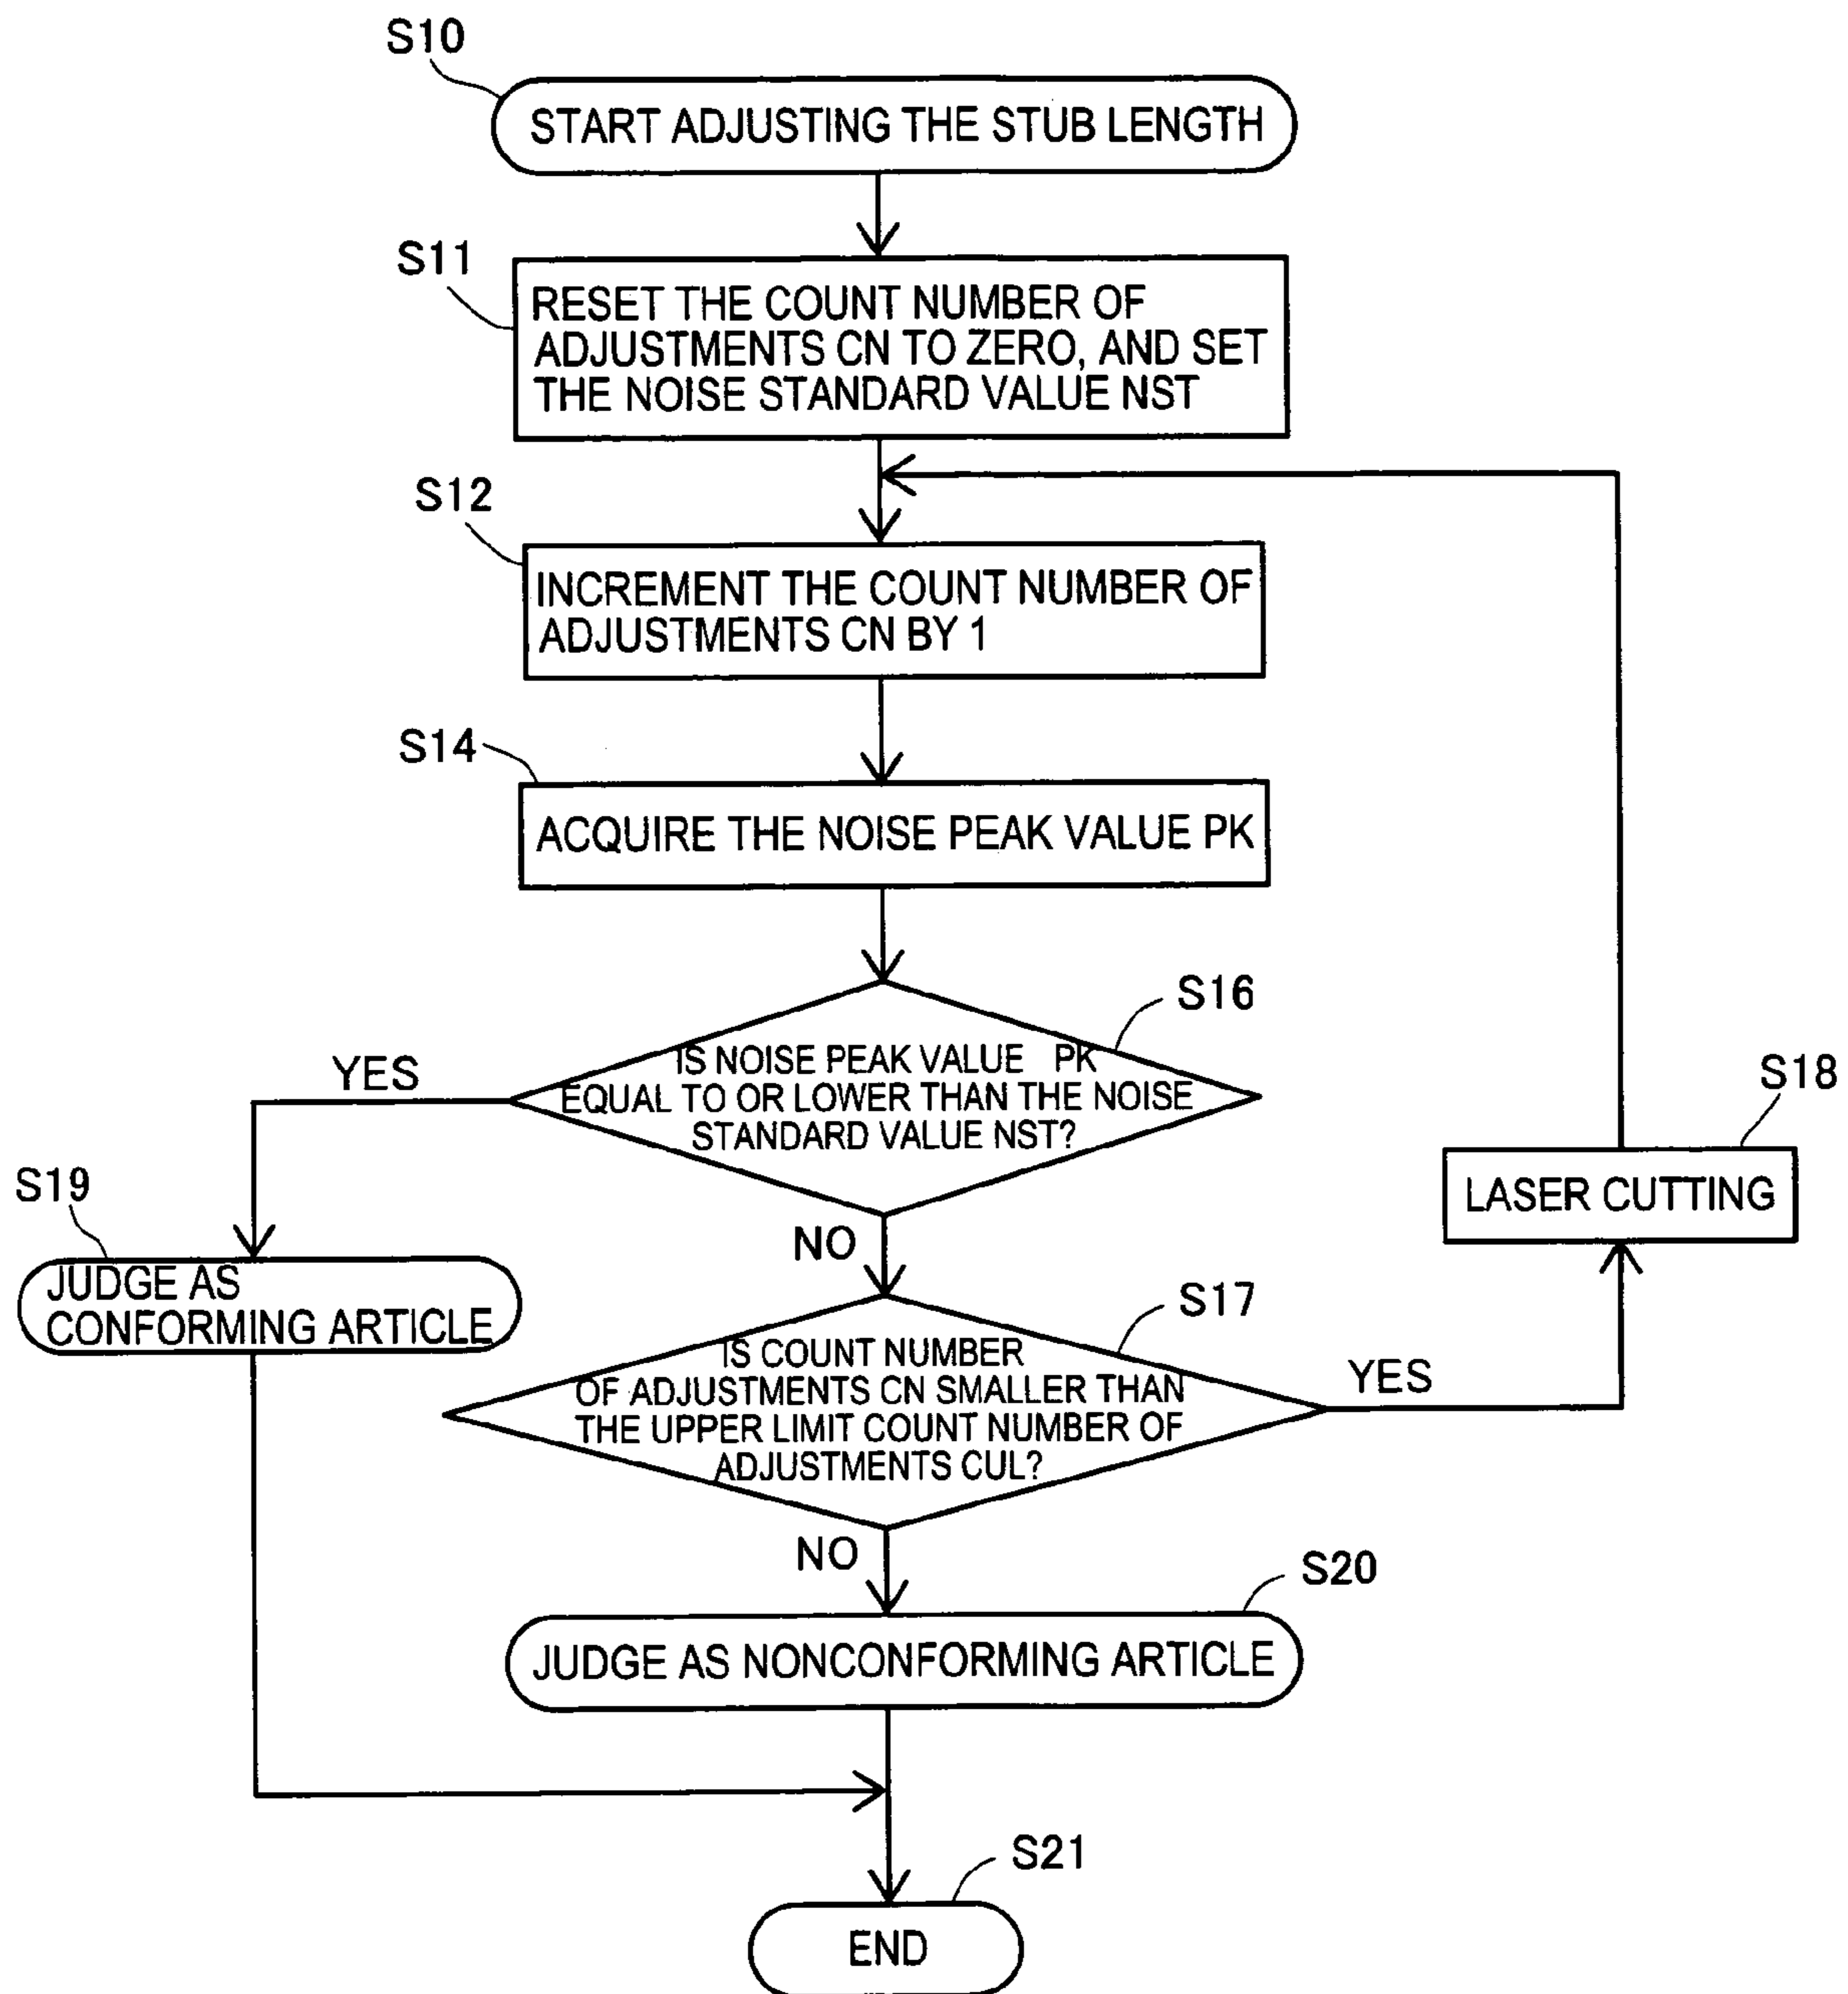 S10
START ADJUSTING THE STUB LENGTH
S11
RESET THE COUNT NUMBER OF
ADJUSTMENTS CN TO ZERO, AND SET
THE NOISE STANDARD VALUE NST
S12
INCREMENT THE COUNT NUMBER OF
ADJUSTMENTS CN BY 1
S14
ACQUIRE THE NOISE PEAK VALUE PK
S16
IS NOISE PEAK VALUE PK
EQUAL TO OR LOWER THAN THE NOISE
STANDARD VALUE NST?
YES
NO
S18
LASER CUTTING
S19
JUDGE AS
CONFORMING ARTICLE
S17
IS COUNT NUMBER
OF ADJUSTMENTS CN SMALLER THAN
THE UPPER LIMIT COUNT NUMBER OF
ADJUSTMENTS CUL?
YES
NO
S20
JUDGE AS NONCONFORMING ARTICLE
S21
END